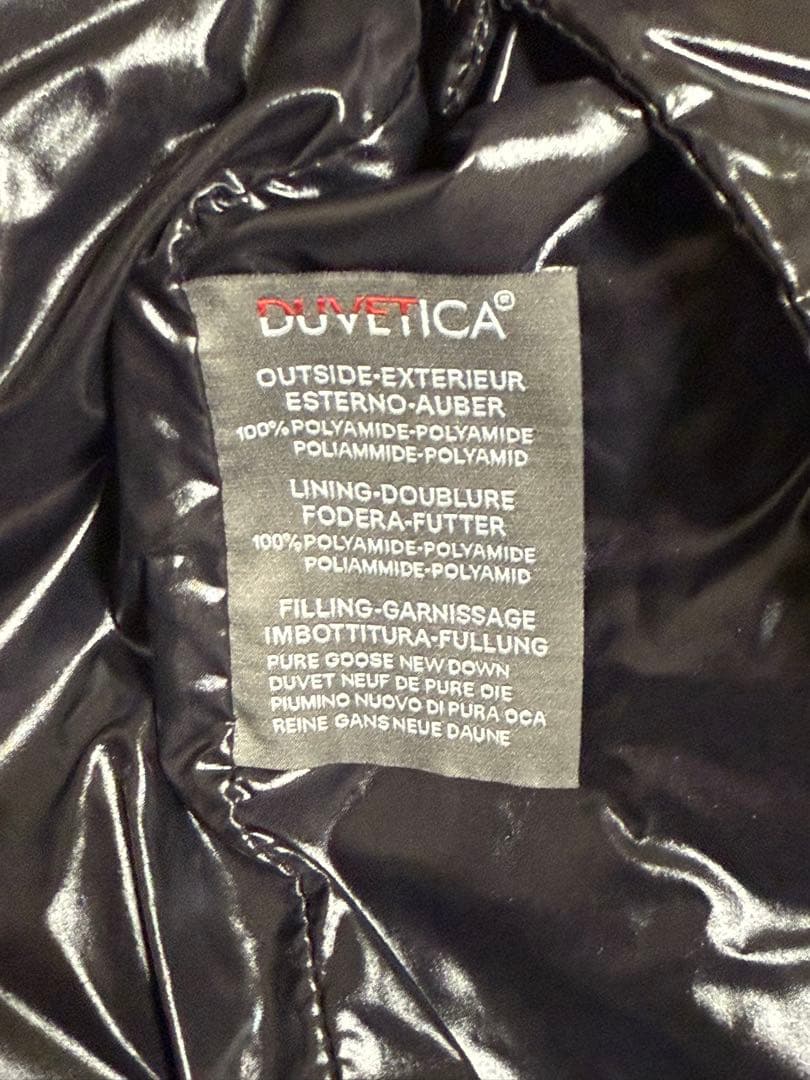 DUVETICA®
OUTSIDE-EXTERIEUR
ESTERNO-AUBER
100% POLYAMIDE-POLYAMIDE
POLIAMMIDE-POLYAMID
LINING-DOUBLURE
FODERA-FUTTER
100% POLYAMIDE-POLYAMIDE
POLIAMMIDE-POLYAMID
FILLING-GARNISSAGE
IMBOTTITURA-FULLUNG
PURE GOOSE NEW DOWN
DUVET NEUF DE PURE OIE
PIUMINO NUOVO DI PURA OCA
REINE GANS NEUE DAUNE